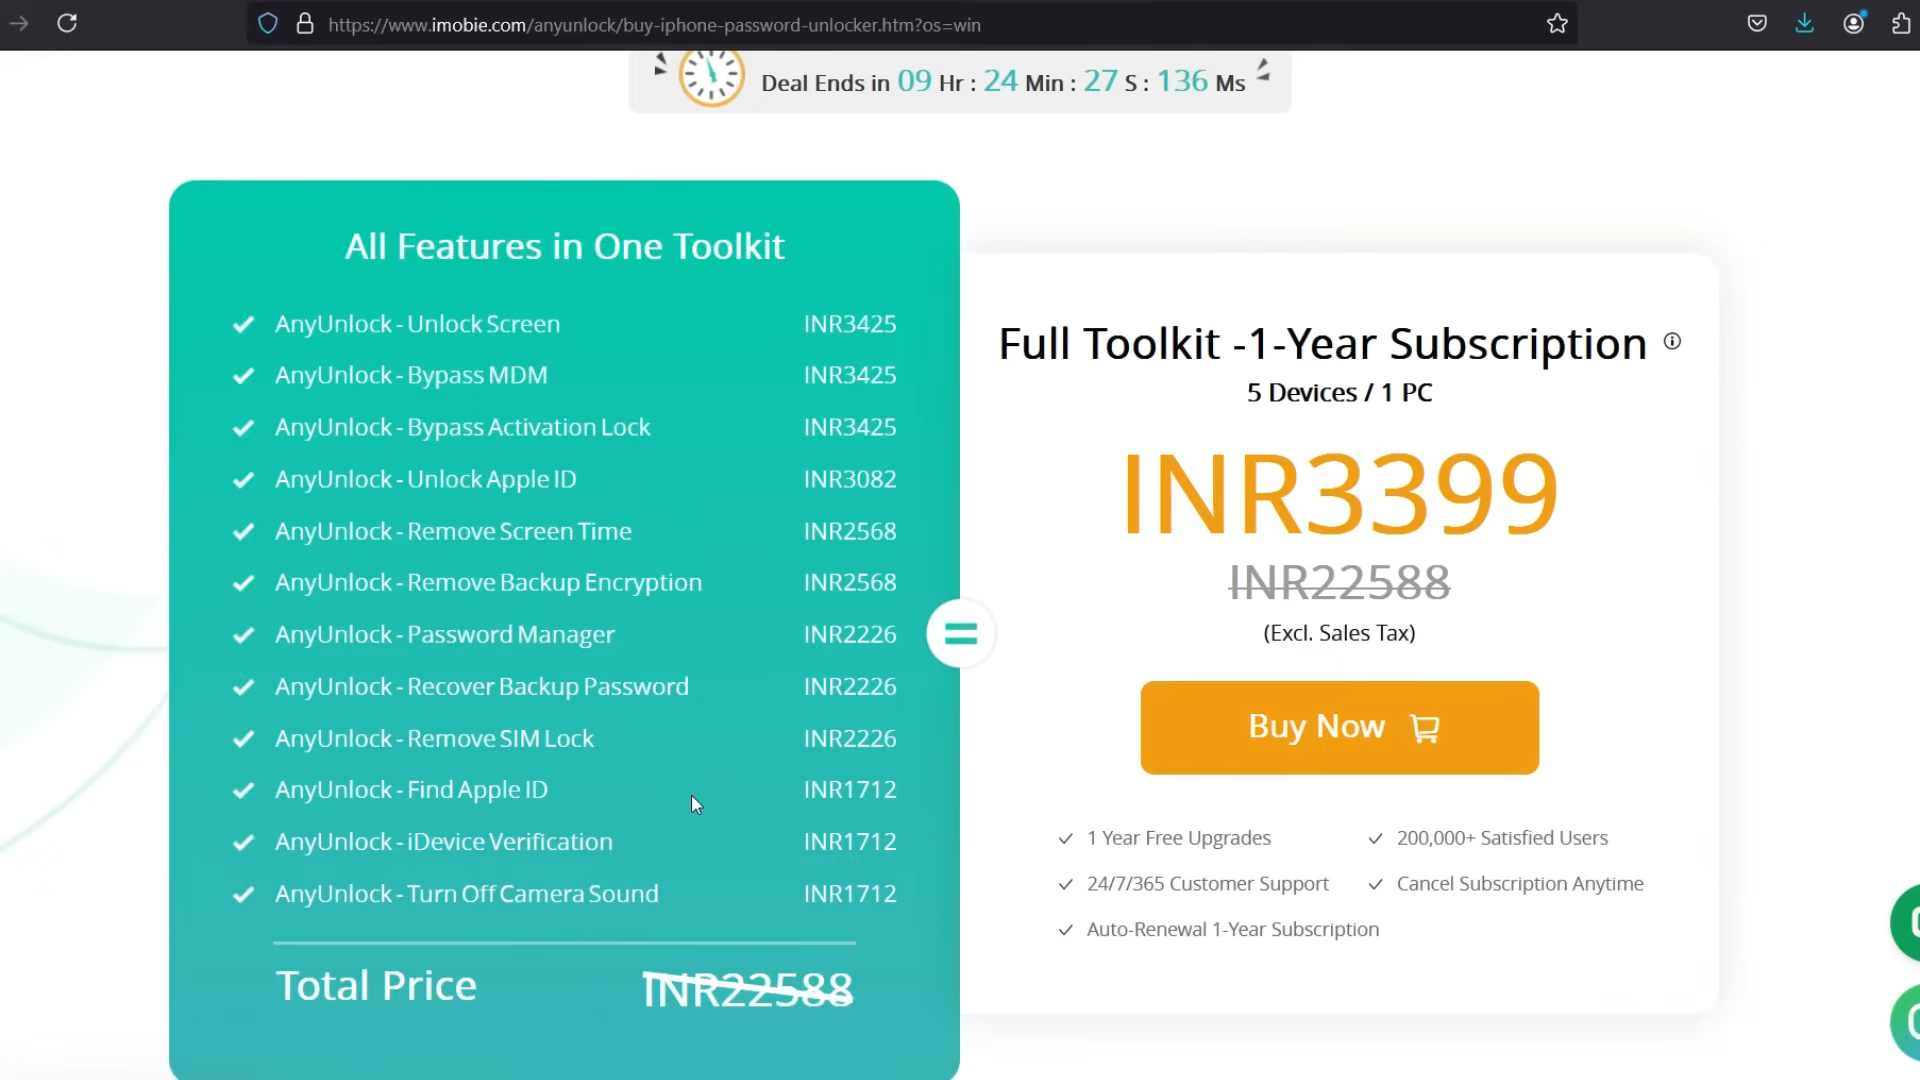 https://www.imobie.com/anyunlock/buy-iphone-password-unlocker.htm?os=win
Deal Ends in 09 Hr : 24 Min : 27 S : 136 Ms
All Features in One Toolkit
AnyUnlock - Unlock Screen INR3425
AnyUnlock - Bypass MDM INR3425
AnyUnlock - Bypass Activation Lock INR3425
AnyUnlock - Unlock Apple ID INR3082
AnyUnlock - Remove Screen Time INR2568
AnyUnlock - Remove Backup Encryption INR2568
AnyUnlock - Password Manager INR2226
AnyUnlock - Recover Backup Password INR2226
AnyUnlock - Remove SIM Lock INR2226
AnyUnlock - Find Apple ID INR1712
AnyUnlock - iDevice Verification INR1712
AnyUnlock - Turn Off Camera Sound INR1712
Total Price INR22588
=
Full Toolkit -1-Year Subscription
5 Devices / 1 PC
INR3399
INR22588
(Excl. Sales Tax)
Buy Now
1 Year Free Upgrades 200,000+ Satisfied Users
24/7/365 Customer Support Cancel Subscription Anytime
Auto-Renewal 1-Year Subscription